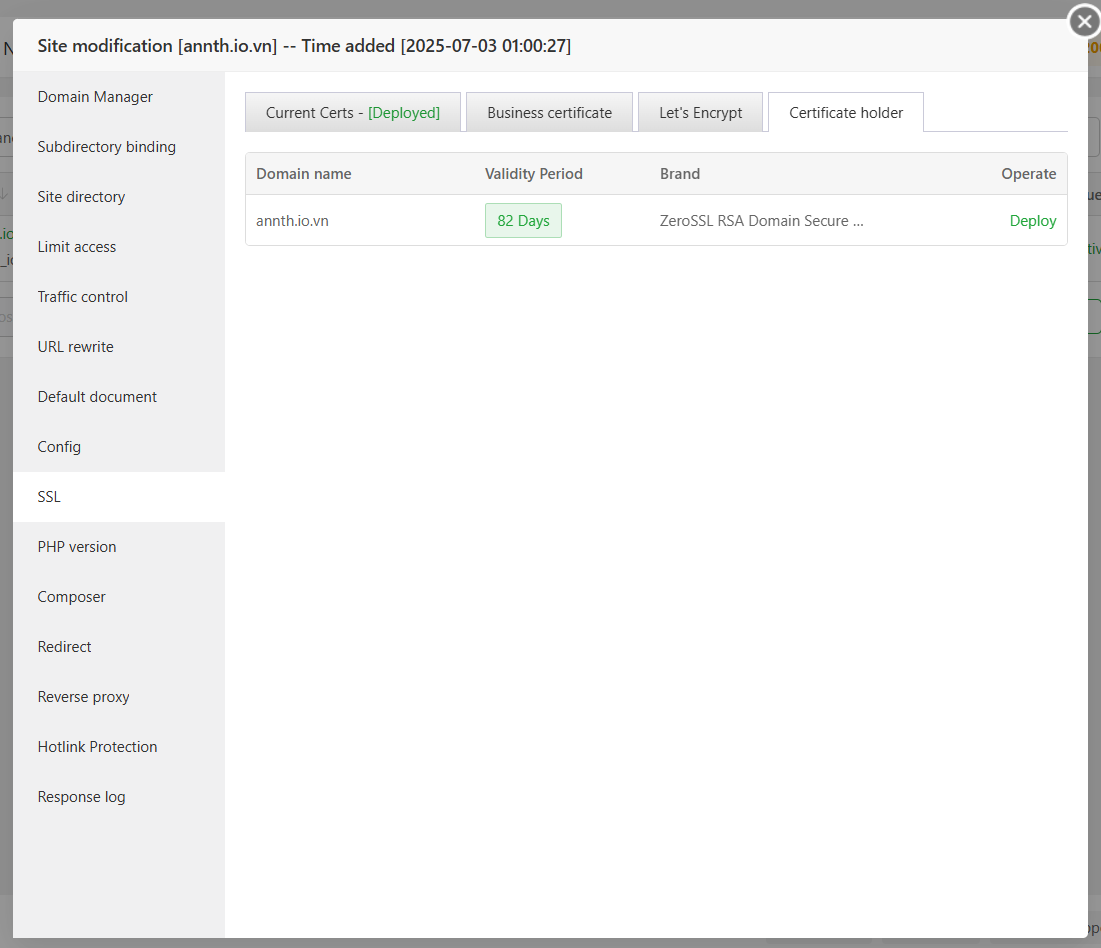 Site modification [annth.io.vn] -- Time added [2025-07-03 01:00:27]
Domain Manager
Subdirectory binding
Site directory
Limit access
Traffic control
URL rewrite
Default document
Config
SSL
PHP version
Composer
Redirect
Reverse proxy
Hotlink Protection
Response log
Current Certs - [Deployed] Business certificate Let's Encrypt Certificate holder
Domain name Validity Period Brand Operate
annth.io.vn 82 Days ZeroSSL RSA Domain Secure ... Deploy